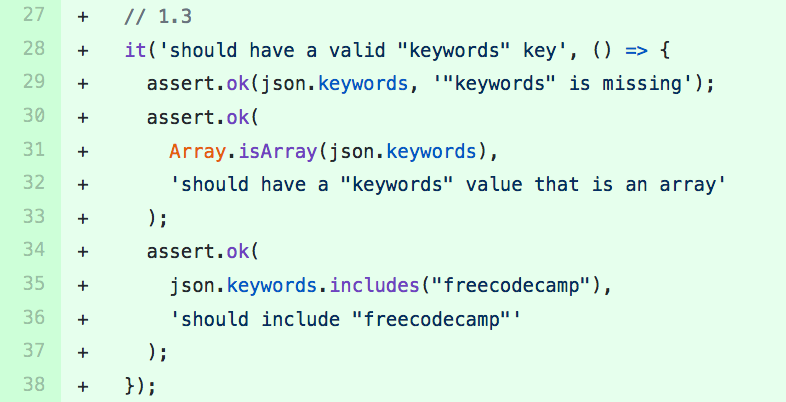 27 + // 1.3
28 + it('should have a valid "keywords" key', () => {
29 + assert.ok(json.keywords, '"keywords" is missing');
30 + assert.ok(
31 + Array.isArray(json.keywords),
32 + 'should have a "keywords" value that is an array'
33 + );
34 + assert.ok(
35 + json.keywords.includes("freecodecamp"),
36 + 'should include "freecodecamp"'
37 + );
38 + });